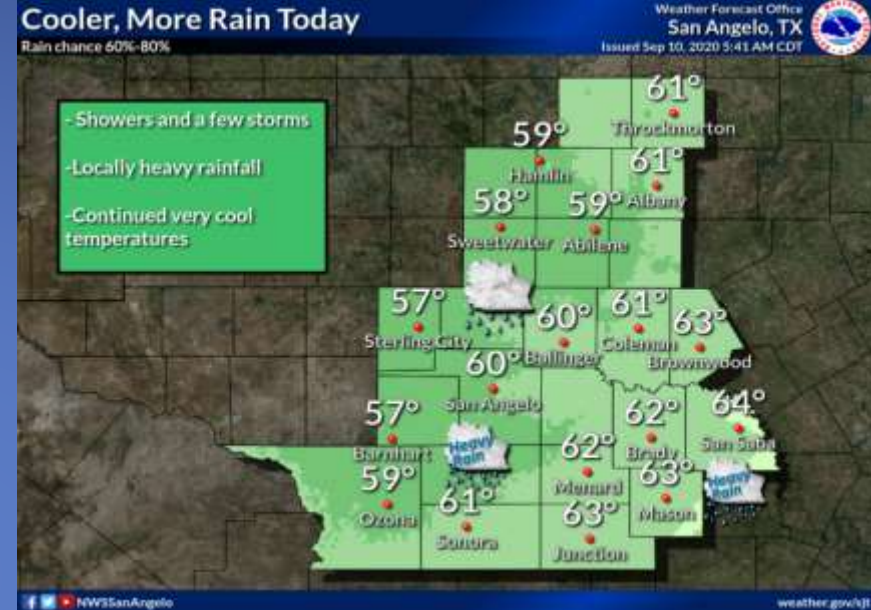 Cooler, More Rain Today
Rain chance 60%-80%
Weather Forecast Office
San Angelo, TX
Issued Sep 10, 2020 5:41 AM CDT
- Showers and a few storms
-Locally heavy rainfall
-Continued very cool
temperatures
61°
Throckmorton
59°
Hamlin
61°
Albany
58°
Sweetwater
59°
Abilene
57°
Sterling City
60°
Ballinger
61°
Coleman
63°
Brownwood
60°
San Angelo
57°
Barnhart
Heavy
Rain
62°
Menard
62°
Brady
64°
San Saba
59°
Ozona
61°
Sonora
63°
Junction
63°
Mason
Heavy
Rain
NWSSanAngelo
weather.gov/sjt